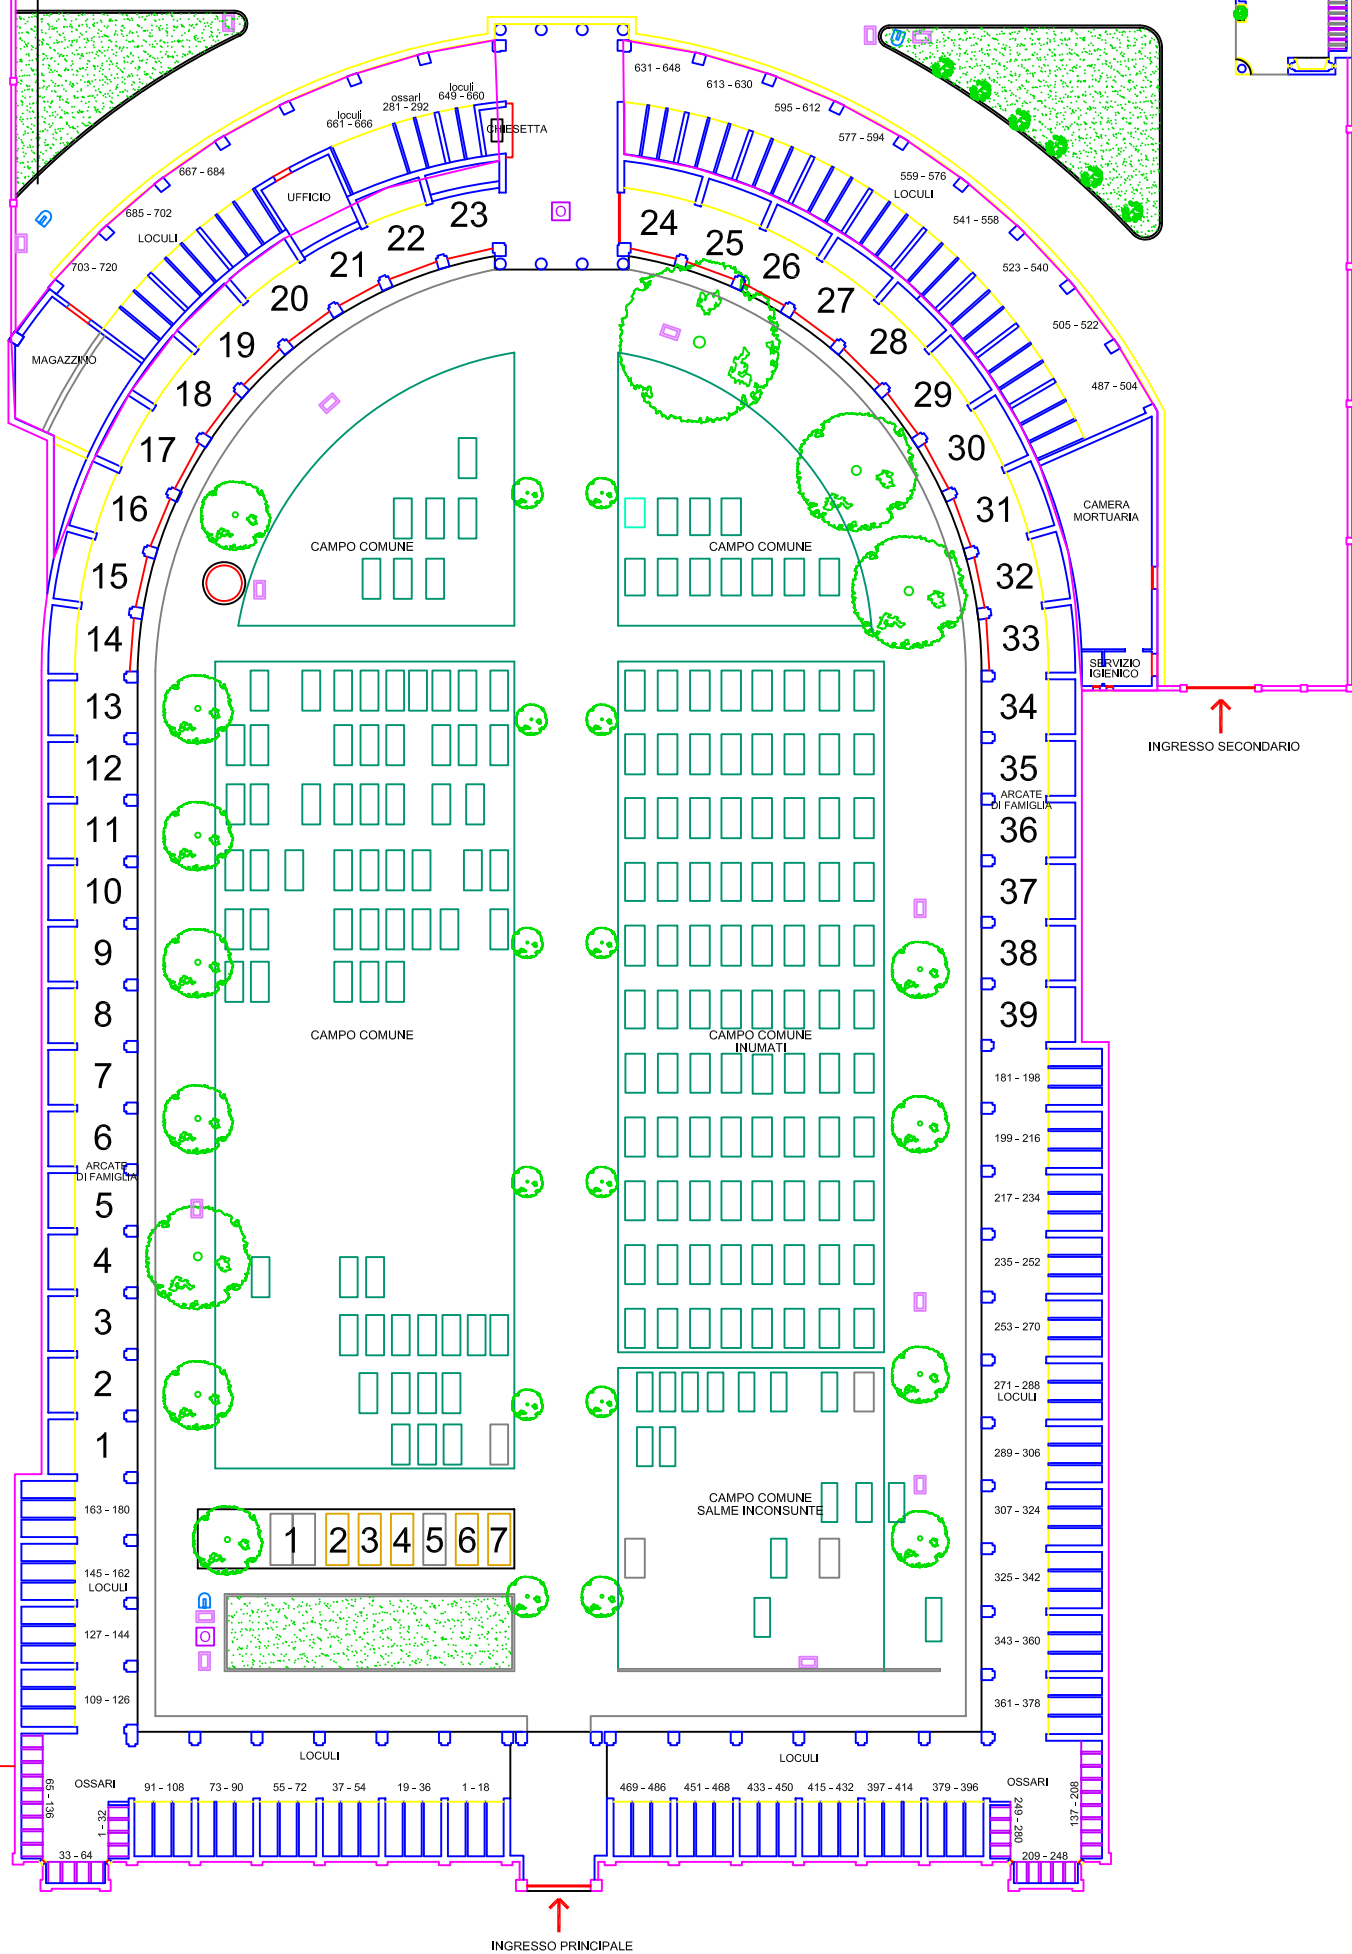 631 - 648
613 - 630
595 - 612
577 - 594
559 - 576
LOCULI
541 - 558
523 - 540
505 - 522
487 - 504
loculi
649 - 660
ossari
281 - 292
loculi
661 - 666
CHIESETTA
667 - 684
UFFICIO
685 - 702
LOCULI
703 - 720
MAGAZZINO
23
22
21
20
19
18
17
16
15
14
13
12
11
10
9
8
7
6
ARCATE
DI FAMIGLIA
5
4
3
2
1
24
25
26
27
28
29
30
31
32
33
34
35
ARCATE
DI FAMIGLIA
36
37
38
39
CAMERA
MORTUARIA
SERVIZIO
IGIENICO
INGRESSO SECONDARIO
CAMPO COMUNE
CAMPO COMUNE
CAMPO COMUNE
CAMPO COMUNE
INUMATI
CAMPO COMUNE
SALME INCONSUNTE
181 - 198
199 - 216
217 - 234
235 - 252
253 - 270
271 - 288
LOCULI
289 - 306
307 - 324
325 - 342
343 - 360
361 - 378
163 - 180
145 - 162
LOCULI
127 - 144
109 - 126
1 2 3 4 5 6 7
LOCULI
LOCULI
OSSARI
91 - 108
73 - 90
55 - 72
37 - 54
19 - 36
1 - 18
469 - 486
451 - 468
433 - 450
415 - 432
397 - 414
379 - 396
OSSARI
65 - 136
1 - 32
33 - 64
249 - 280
137 - 208
209 - 248
INGRESSO PRINCIPALE